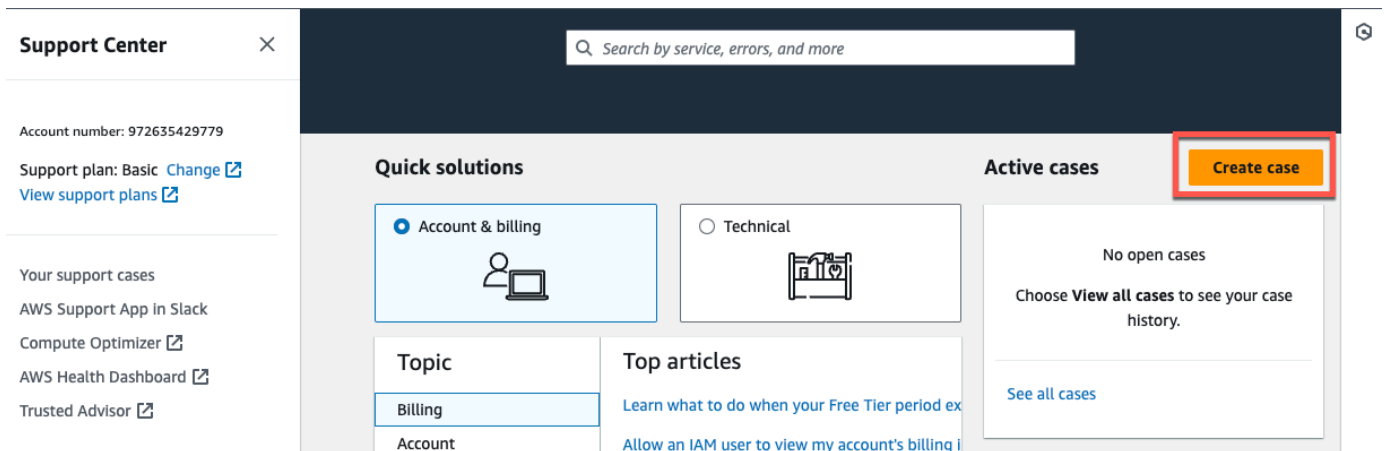 Support Center
Account number: 972635429779
Support plan: Basic Change
View support plans
Your support cases
AWS Support App in Slack
Compute Optimizer
AWS Health Dashboard
Trusted Advisor
Search by service, errors, and more
Quick solutions
Account & billing
Technical
Topic
Billing
Account
Top articles
Learn what to do when your Free Tier period ex
Allow an IAM user to view my account's billing i
Active cases
Create case
No open cases
Choose View all cases to see your case
history.
See all cases